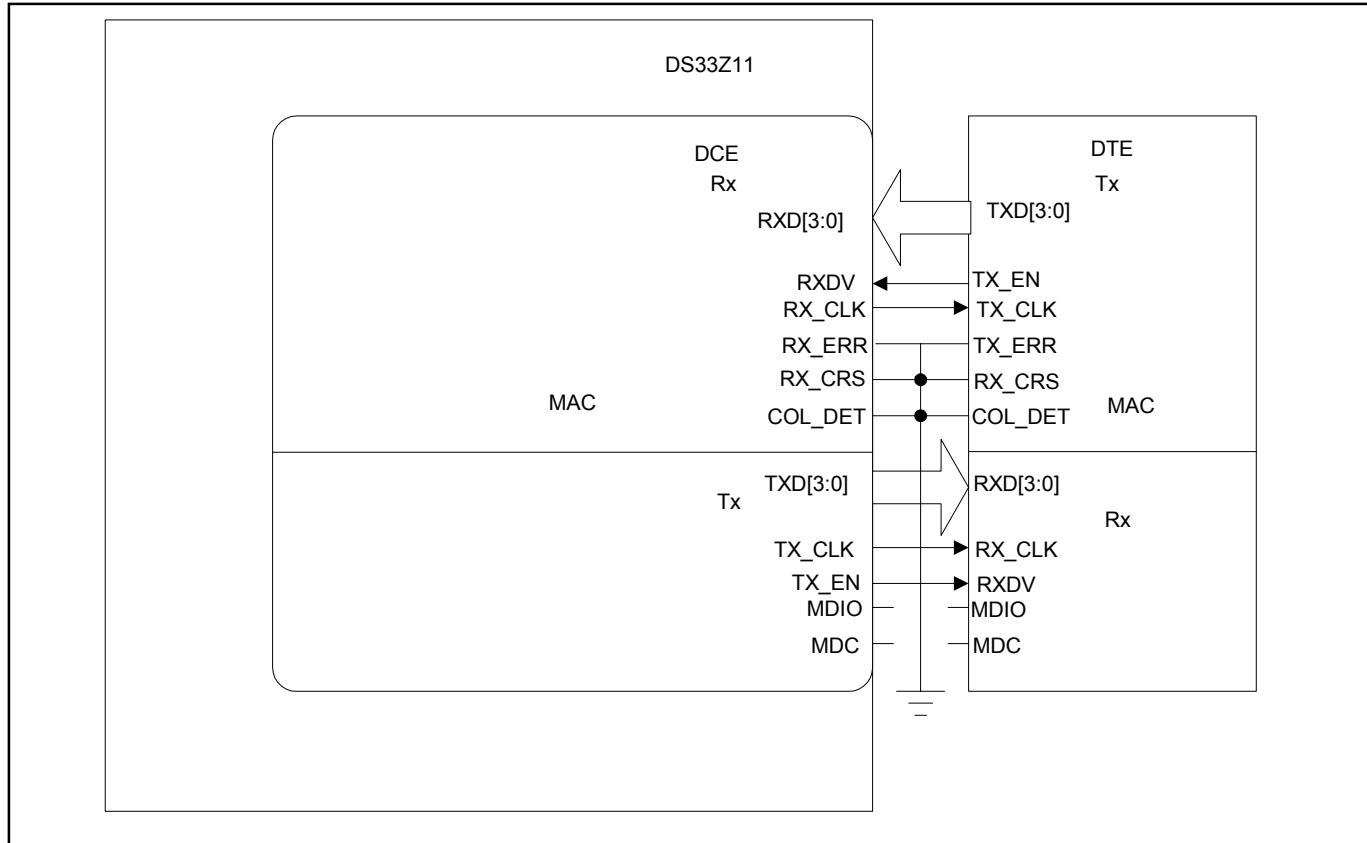 DS33Z11
DCE
Rx
RXD[3:0]
RXDV
RX_CLK
RX_ERR
RX_CRS
MAC
COL_DET
TXD[3:0]
Tx
TX_CLK
TX_EN
MDIO
MDC
DTE
Tx
TXD[3:0]
TX_EN
TX_CLK
TX_ERR
RX_CRS
MAC
COL_DET
RXD[3:0]
Rx
RX_CLK
RXDV
MDIO
MDC